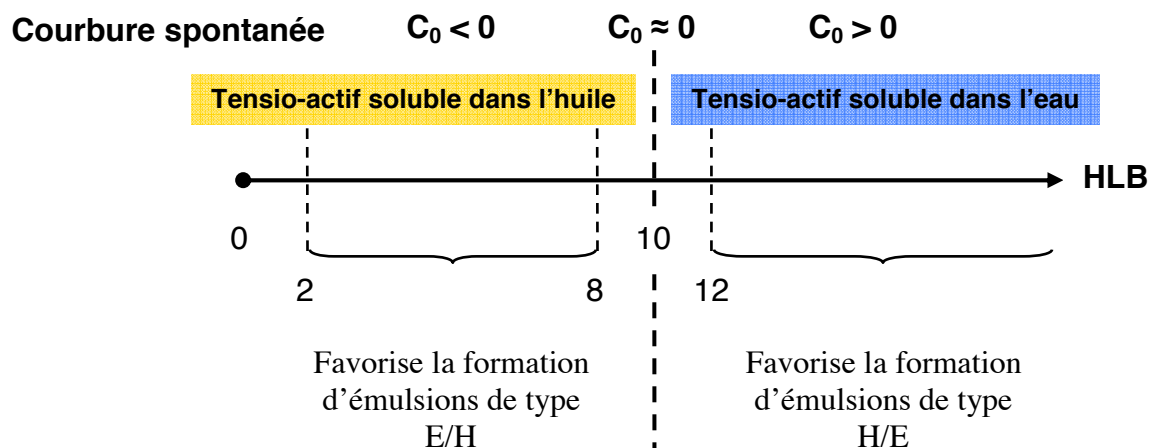 Courbure spontanée C₀ < 0 C₀ ≈ 0 C₀ > 0
Tensio-actif soluble dans l’huile Tensio-actif soluble dans l’eau
HLB
0 10
2 8 12
Favorise la formation
d’émulsions de type
E/H
Favorise la formation
d’émulsions de type
H/E